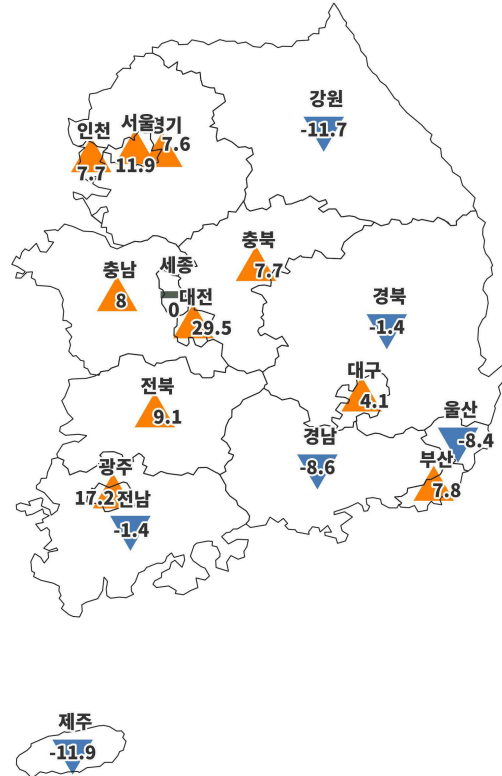 강원
-11.7
서울
경기
인천
7.6
11.9
7.7
충북
7.7
세종
0
충남
8
대전
29.5
경북
-1.4
대구
4.1
전북
9.1
울산
-8.4
경남
-8.6
부산
7.8
광주
17.2
전남
-1.4
제주
-11.9